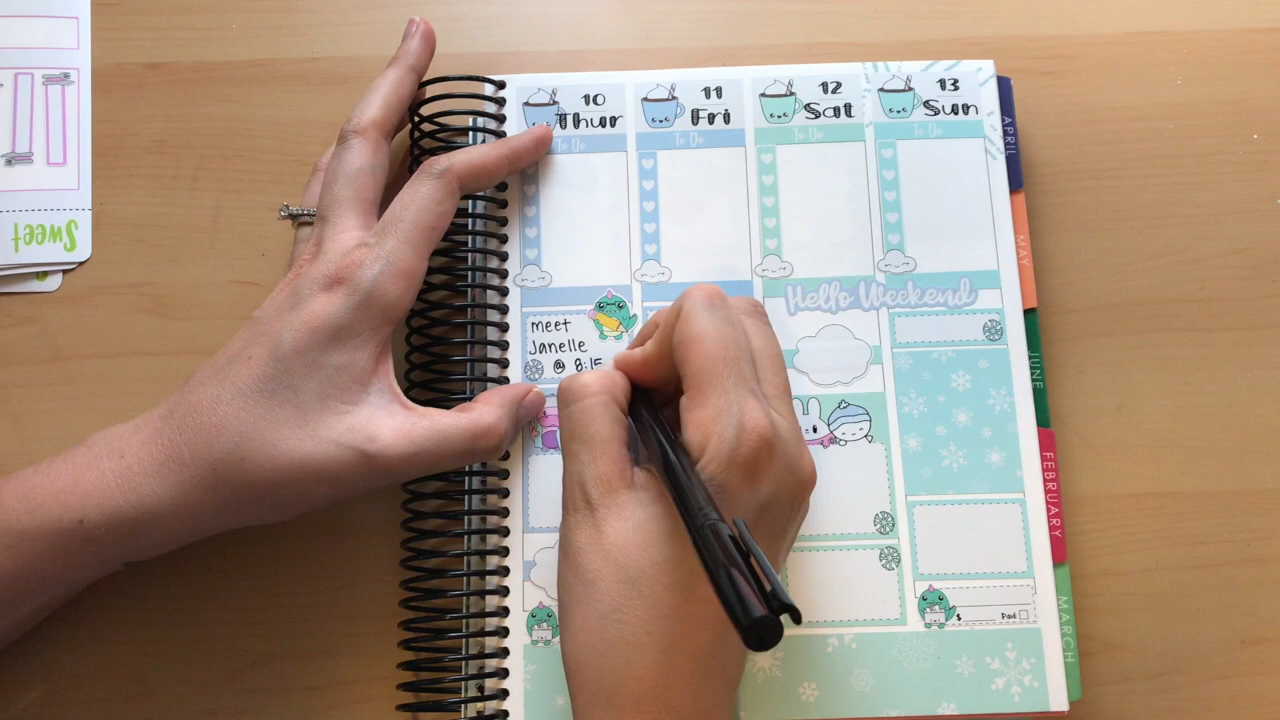 10
Thur
To Do
11
Fri
To Do
12
Sat
To Do
13
Sun
To Do
meet
Janelle
@ 8:15
Hello Weekend
$
Paid
APRIL
MAY
JUNE
FEBRUARY
MARCH
Sweet